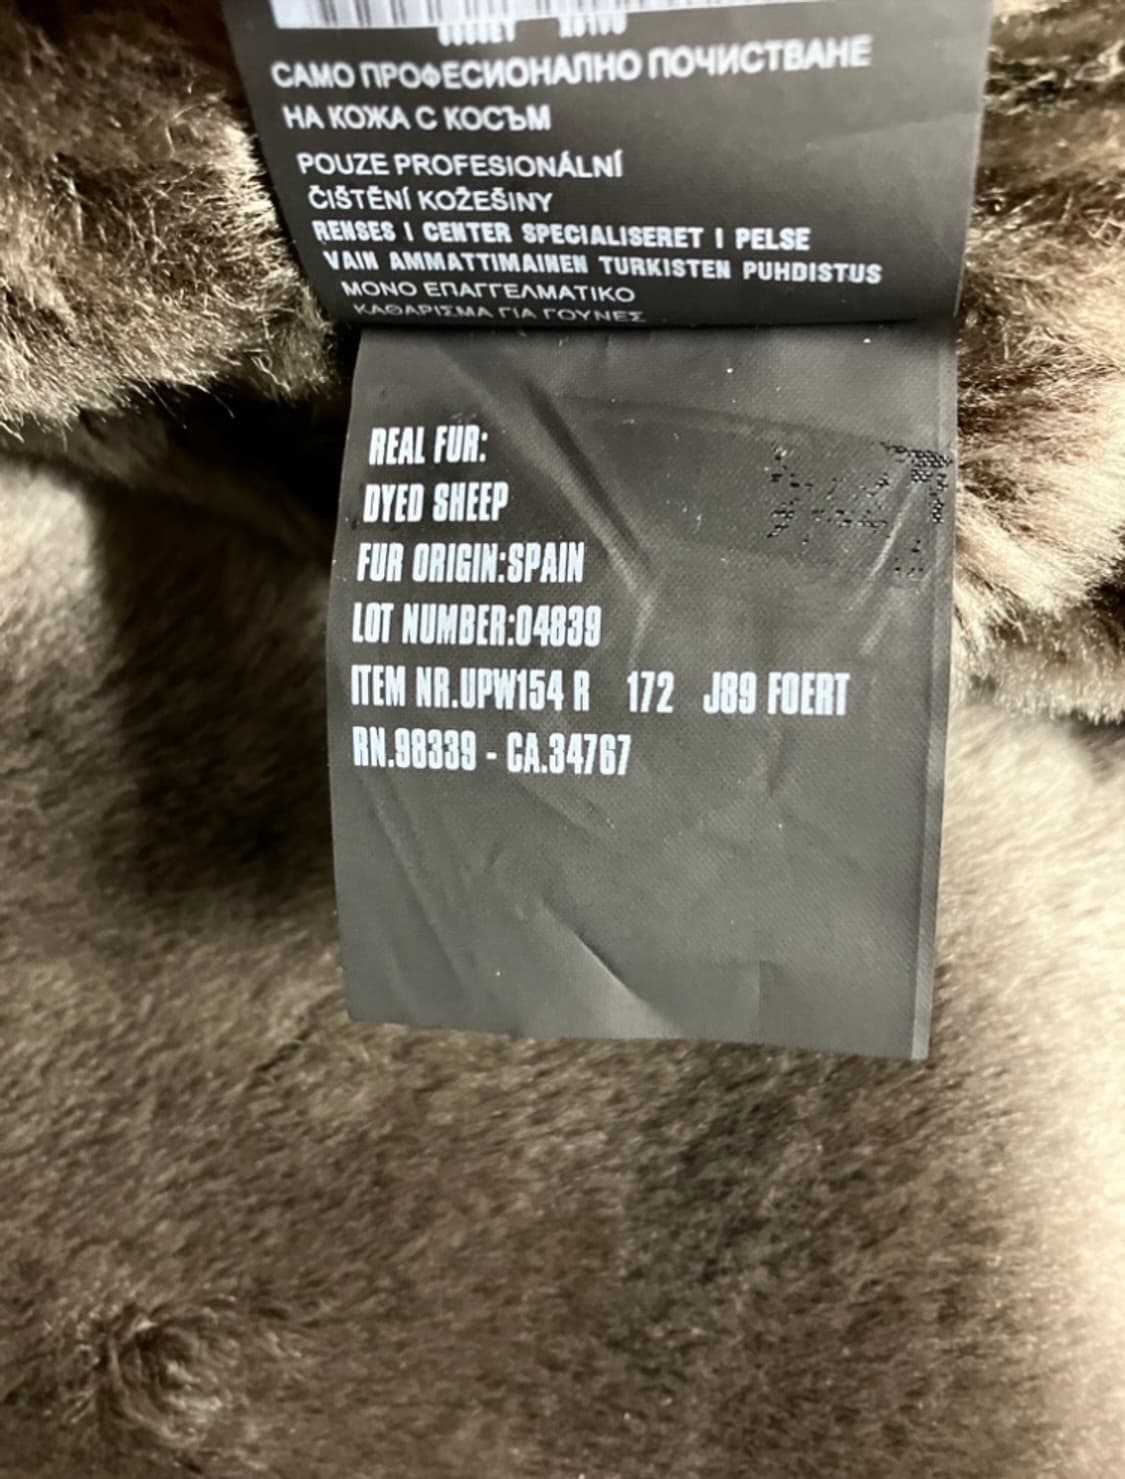 САМО ПРОФЕСИОНАЛНО ПОЧИСТВАНЕ
НА КОЖА С КОСЪМ
POUZE PROFESIONÁLNÍ
ČIŠTĚNÍ KOŽEŠINY
RENSES I CENTER SPECIALISERET I PELSE
VAIN AMMATTIMAINEN TURKISTEN PUHDISTUS
ΜΟΝΟ ΕΠΑΓΓΕΛΜΑΤΙΚΟ
ΚΑΘΑΡΙΣΜΑ ΓΙΑ ΓΟΥΝΕΣ
REAL FUR:
DYED SHEEP
FUR ORIGIN:SPAIN
LOT NUMBER:04839
ITEM NR.UPW154 R 172 J89 FOERT
RN.98339 - CA.34767